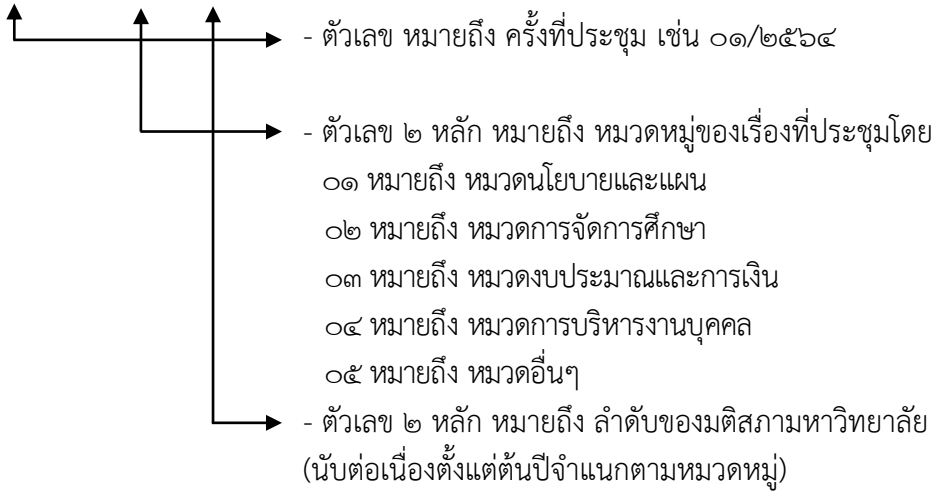 - ตัวเลข หมายถึง ครั้งที่ประชุม เช่น ๐๑/๒๕๖๔
- ตัวเลข ๒ หลัก หมายถึง หมวดหมู่ของเรื่องที่ประชุมโดย
๐๑ หมายถึง หมวดนโยบายและแผน
๐๒ หมายถึง หมวดการจัดการศึกษา
๐๓ หมายถึง หมวดงบประมาณและการเงิน
๐๔ หมายถึง หมวดการบริหารงานบุคคล
๐๕ หมายถึง หมวดอื่นๆ
- ตัวเลข ๒ หลัก หมายถึง ลำดับของมติสภามหาวิทยาลัย
(นับต่อเนื่องตั้งแต่ต้นปีจำแนกตามหมวดหมู่)